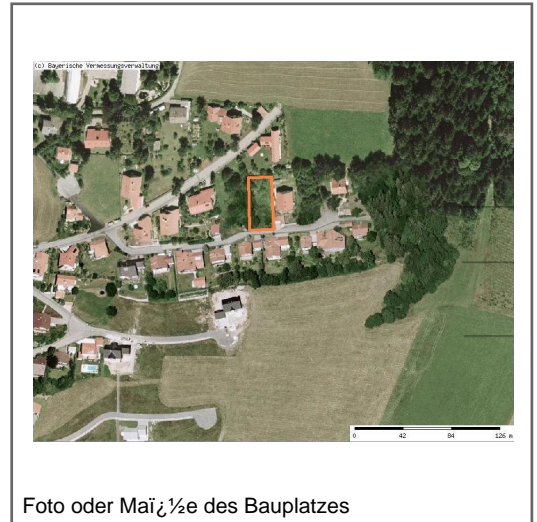 (c) Bayerische Vermessungsverwaltung
0 42 84 126 m
Foto oder Maï¿½e des Bauplatzes